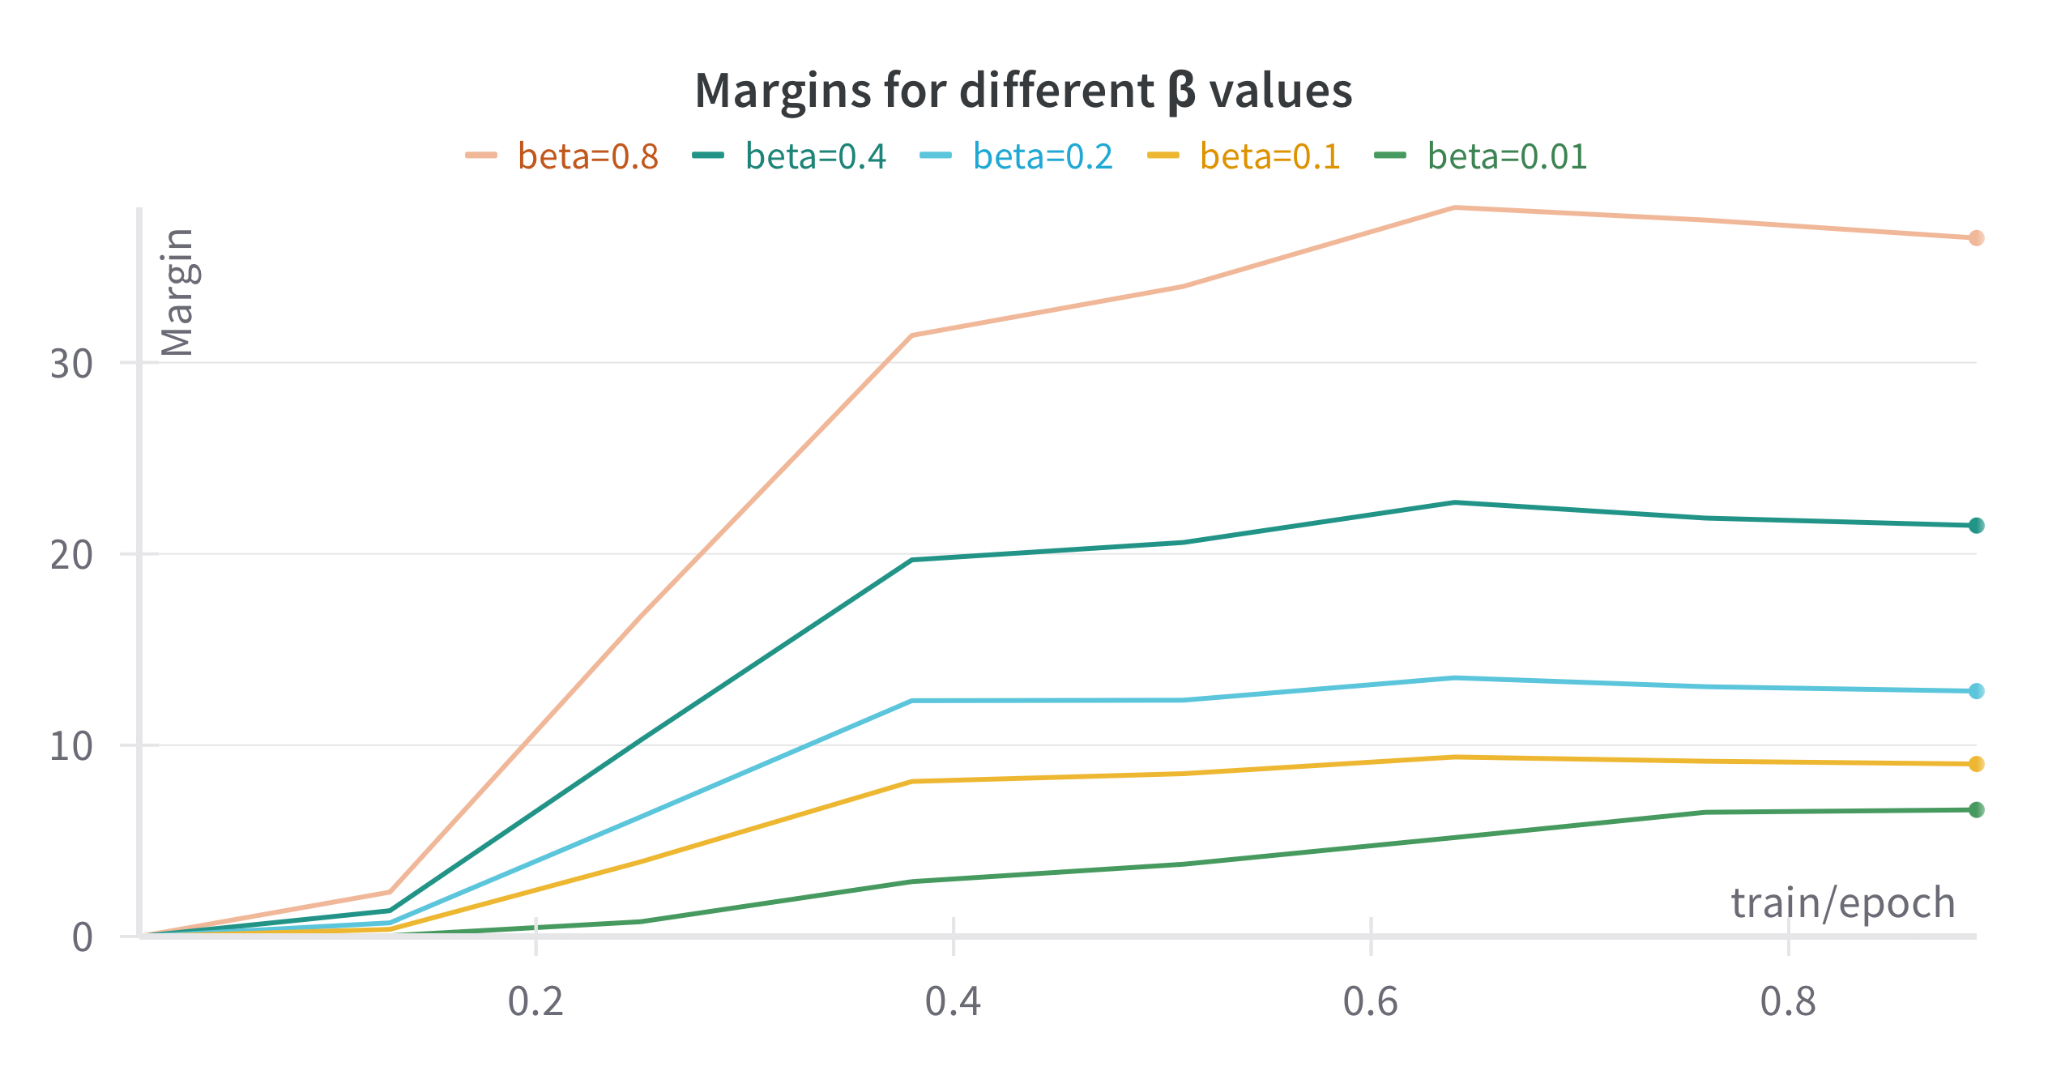 Margins for different β values
beta=0.8 beta=0.4 beta=0.2 beta=0.1 beta=0.01
Margin
30
20
10
0
train/epoch
0.2 0.4 0.6 0.8